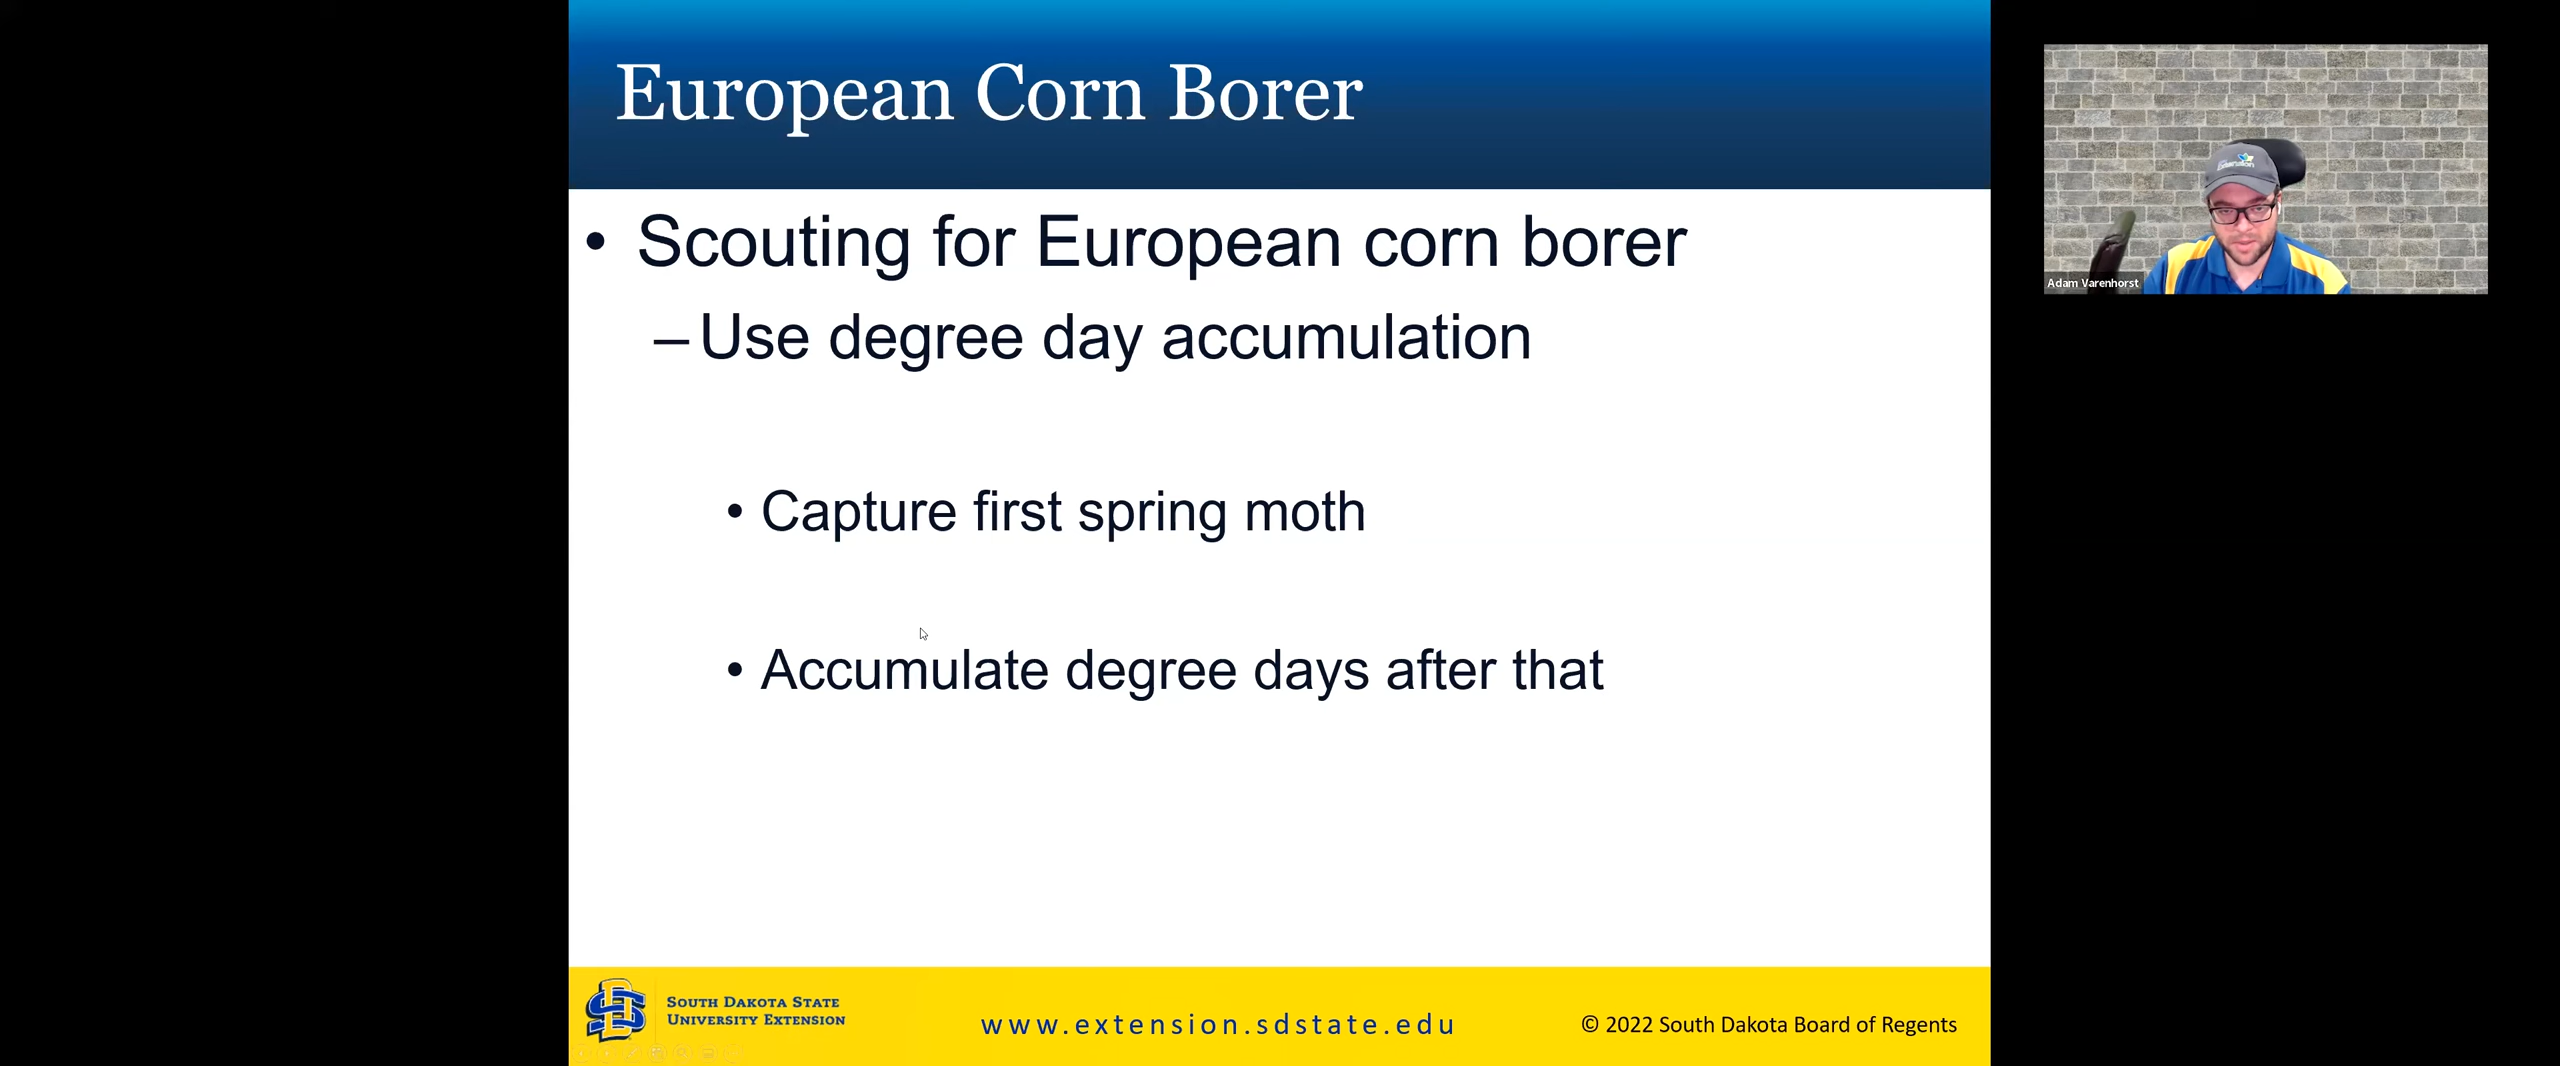 European Corn Borer
• Scouting for European corn borer
– Use degree day accumulation
• Capture first spring moth
• Accumulate degree days after that
SOUTH DAKOTA STATE
UNIVERSITY EXTENSION
www.extension.sdstate.edu
© 2022 South Dakota Board of Regents
Extension
Adam Varenhorst